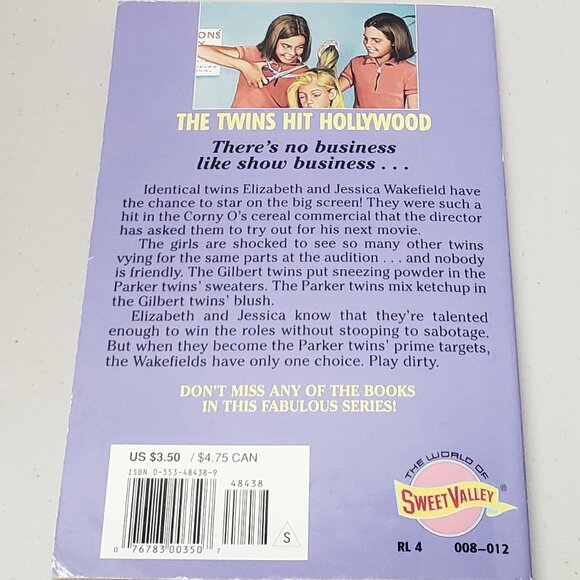 ONS
THE TWINS HIT HOLLYWOOD
There's no business
like show business . . .
Identical twins Elizabeth and Jessica Wakefield have
the chance to star on the big screen! They were such a
hit in the Corny O's cereal commercial that the director
has asked them to try out for his next movie.
The girls are shocked to see so many other twins
vying for the same parts at the audition . . . and nobody
is friendly. The Gilbert twins put sneezing powder in the
Parker twins' sweaters. The Parker twins mix ketchup in
the Gilbert twins' blush.
Elizabeth and Jessica know that they're talented
enough to win the roles without stooping to sabotage.
But when they become the Parker twins' prime targets,
the Wakefields have only one choice. Play dirty.
DON'T MISS ANY OF THE BOOKS
IN THIS FABULOUS SERIES!
US $3.50 / $4.75 CAN
ISBN 0-553-48438-9
48438
0 76783 00350 7
S
THE WORLD OF
SWEET VALLEY®
RL 4 008-012